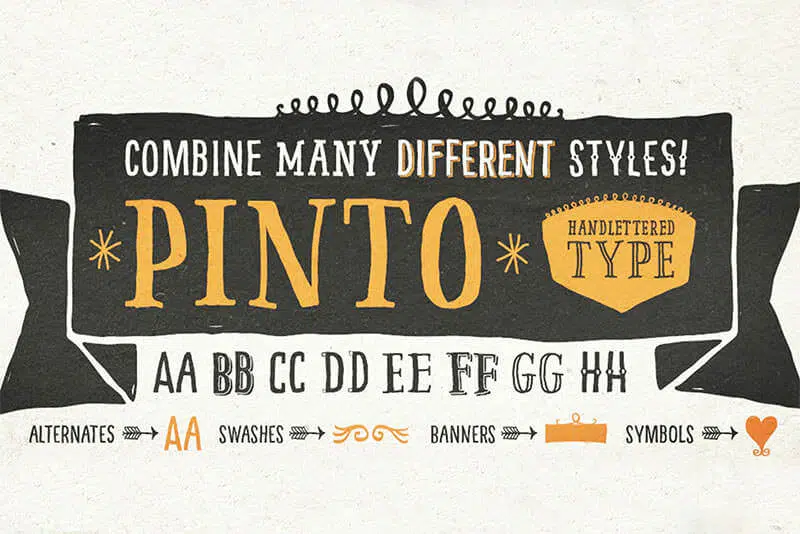 COMBINE MANY DIFFERENT STYLES!
*PINTO*
HANDLETTERED
TYPE
AA BB CC DD EE FF GG HH
ALTERNATES AA SWASHES BANNERS SYMBOLS